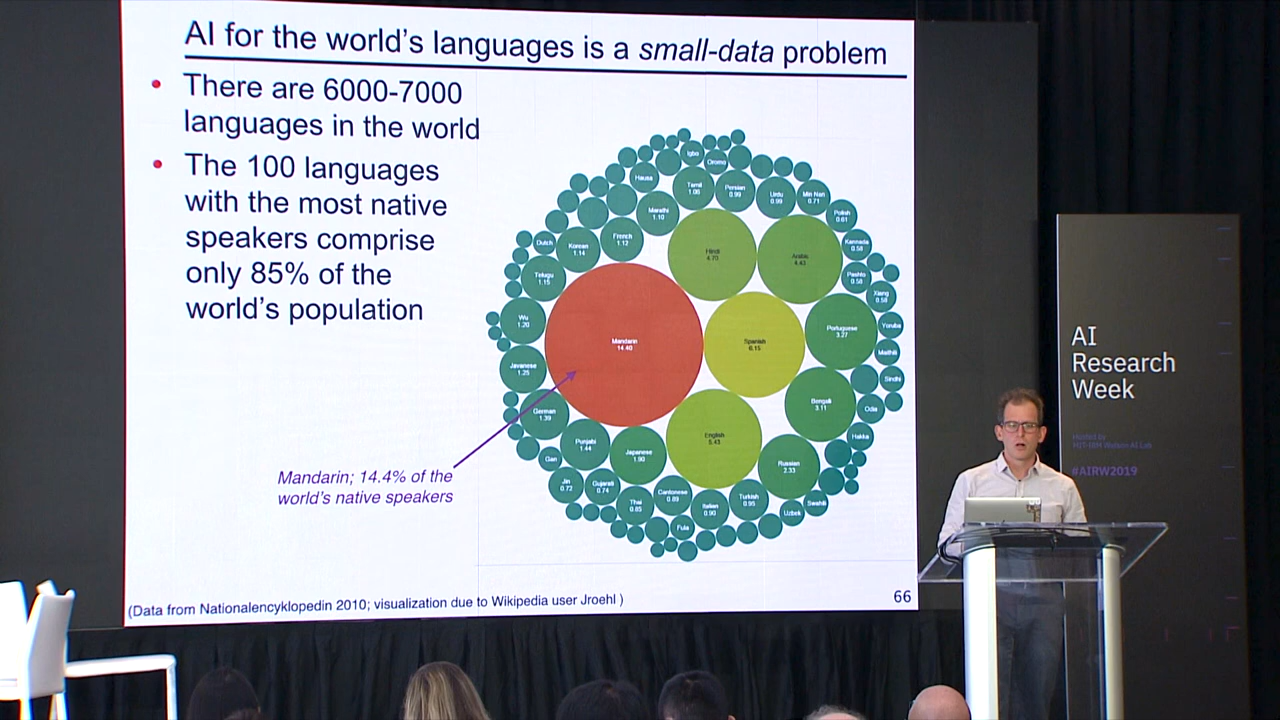 AI for the world's languages is a small-data problem
• There are 6000-7000
languages in the world
• The 100 languages
with the most native
speakers comprise
only 85% of the
world's population
Igbo
Oromo
Hausa
Tamil
1.06
Persian
0.99
Urdu
0.99
Min Nan
0.71
Marathi
1.10
Polish
0.61
French
1.12
Hindi
4.70
Arabic
4.43
Dutch
Korean
1.14
Kannada
0.58
Telugu
1.15
Pashto
0.58
Xiang
0.58
Wu
1.20
Mandarin
14.40
Spanish
6.15
Portuguese
3.27
Yoruba
Maithili
Javanese
1.25
Sindhi
German
1.39
Bengali
3.11
Odia
Punjabi
1.44
Japanese
1.90
English
5.43
Hakka
Gan
Russian
2.33
Jin
0.72
Gujarati
0.74
Thai
0.85
Cantonese
0.89
Italian
0.90
Turkish
0.95
Swahili
Uzbek
Fula
Mandarin; 14.4% of the
world's native speakers
(Data from Nationalencyklopedin 2010; visualization due to Wikipedia user Jroehl )
66
AI
Research
Week
Hosted by
MIT-IBM Watson AI Lab
#AIRW2019